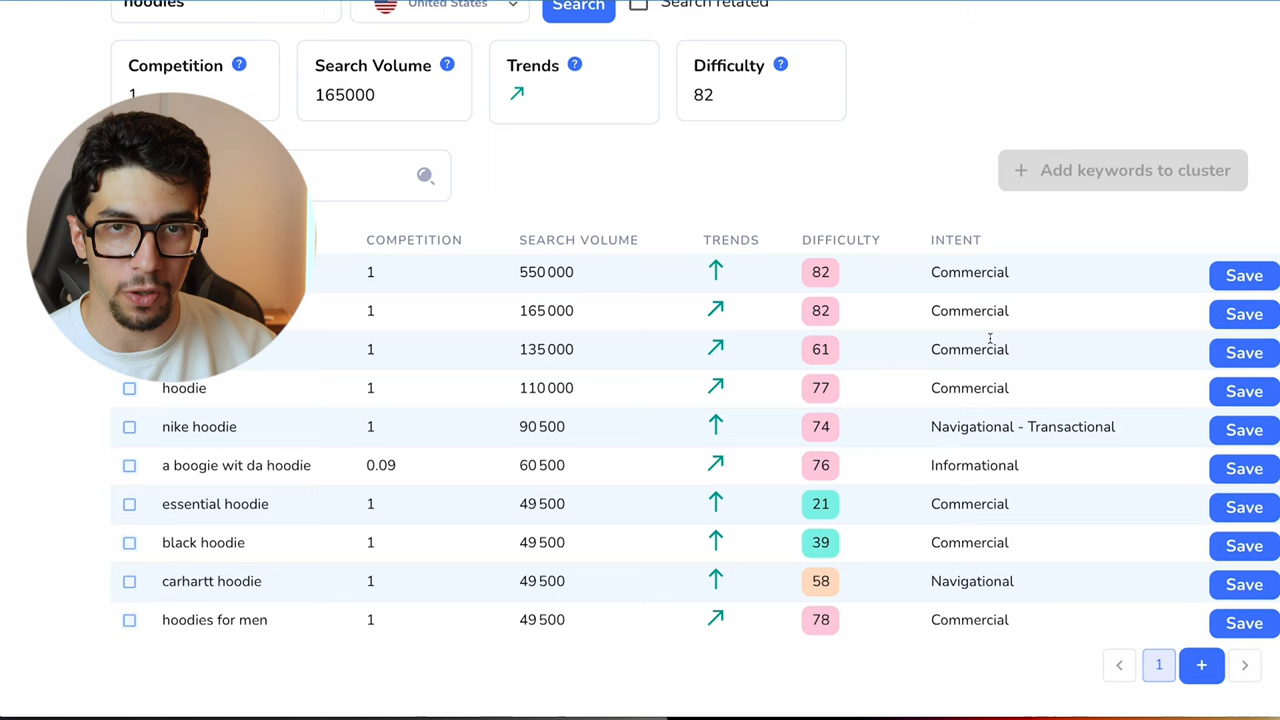 hoodies United States Search Search related
Competition ? Search Volume ? Trends ? Difficulty ?
1 165000 82
+ Add keywords to cluster
COMPETITION SEARCH VOLUME TRENDS DIFFICULTY INTENT
1 550 000 82 Commercial Save
1 165 000 82 Commercial Save
1 135 000 61 Commercial Save
hoodie 1 110 000 77 Commercial Save
nike hoodie 1 90 500 74 Navigational - Transactional Save
a boogie wit da hoodie 0.09 60 500 76 Informational Save
essential hoodie 1 49 500 21 Commercial Save
black hoodie 1 49 500 39 Commercial Save
carhartt hoodie 1 49 500 58 Navigational Save
hoodies for men 1 49 500 78 Commercial Save
< 1 + >